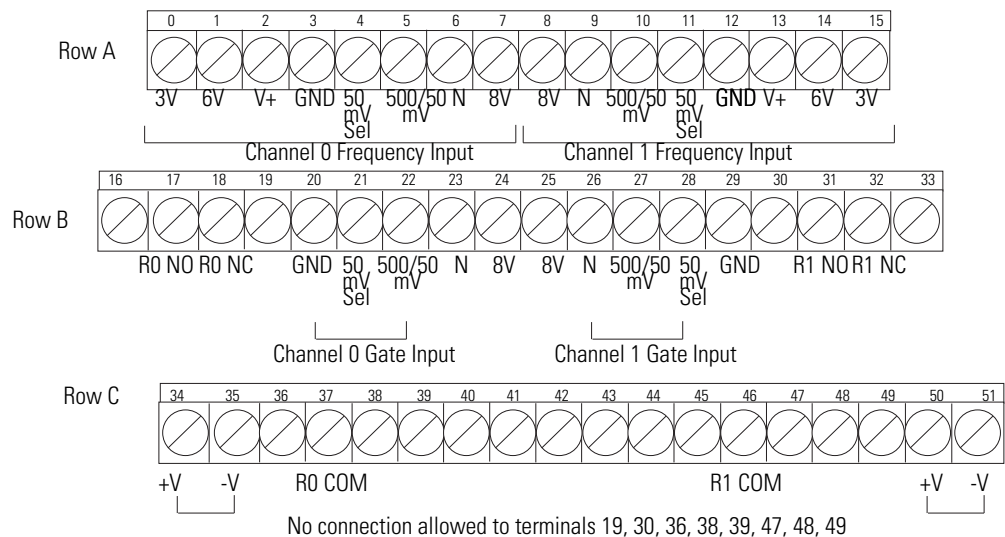 0 1 2 3 4 5 6 7 8 9 10 11 12 13 14 15
Row A
3V 6V V+ GND 50 mV Sel 500/50 mV N 8V 8V N 500/50 mV 50 mV Sel GND V+ 6V 3V
Channel 0 Frequency Input Channel 1 Frequency Input
16 17 18 19 20 21 22 23 24 25 26 27 28 29 30 31 32 33
Row B
R0 NO R0 NC GND 50 mV Sel 500/50 mV N 8V 8V N 500/50 mV 50 mV Sel GND R1 NO R1 NC
Channel 0 Gate Input Channel 1 Gate Input
Row C
34 35 36 37 38 39 40 41 42 43 44 45 46 47 48 49 50 51
+V -V R0 COM R1 COM +V -V
No connection allowed to terminals 19, 30, 36, 38, 39, 47, 48, 49